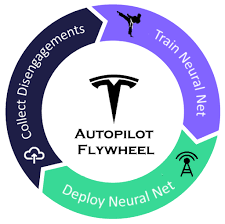 Collect Disengagements
Train Neural Net
AUTOPILOT
FLYWHEEL
Deploy Neural Net